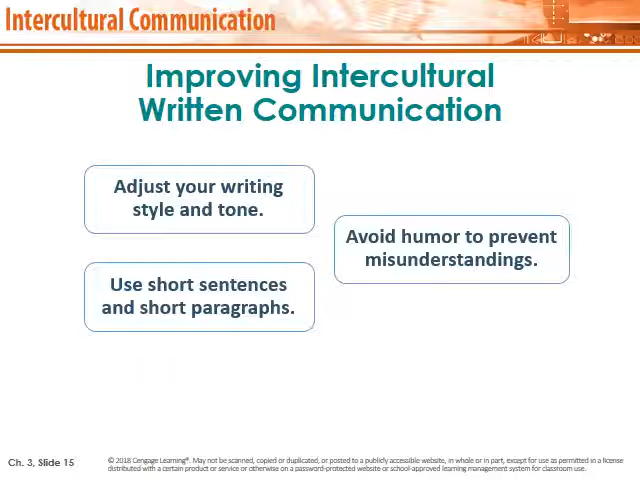 Intercultural Communication
Improving Intercultural
Written Communication
Adjust your writing
style and tone.
Avoid humor to prevent
misunderstandings.
Use short sentences
and short paragraphs.
Ch. 3, Slide 15
© 2018 Cengage Learning®. May not be scanned, copied or duplicated, or posted to a publicly accessible website, in whole or in part, except for use as permitted in a license
distributed with a certain product or service or otherwise on a password-protected website or school-approved learning management system for classroom use.